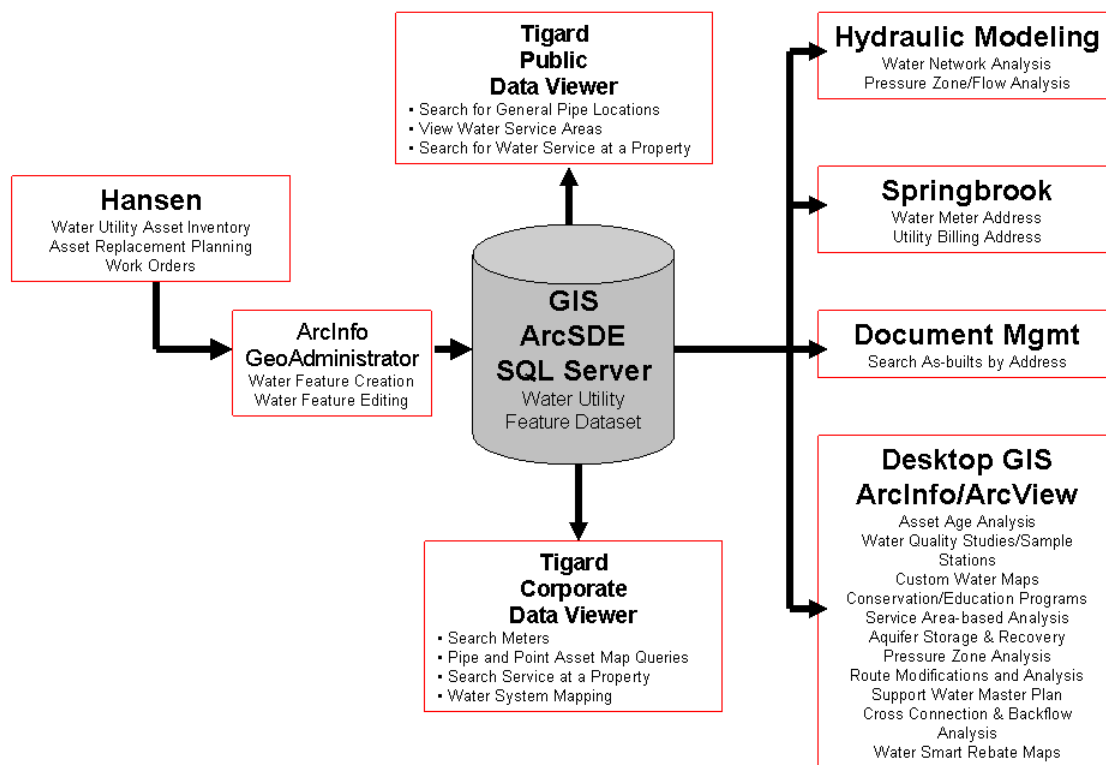 Tigard
Public
Data Viewer
• Search for General Pipe Locations
• View Water Service Areas
• Search for Water Service at a Property
Hydraulic Modeling
Water Network Analysis
Pressure Zone/Flow Analysis
Hansen
Water Utility Asset Inventory
Asset Replacement Planning
Work Orders
Springbrook
Water Meter Address
Utility Billing Address
ArcInfo
GeoAdministrator
Water Feature Creation
Water Feature Editing
GIS
ArcSDE
SQL Server
Water Utility
Feature Dataset
Document Mgmt
Search As-builts by Address
Tigard
Corporate
Data Viewer
• Search Meters
• Pipe and Point Asset Map Queries
• Search Service at a Property
• Water System Mapping
Desktop GIS
ArcInfo/ArcView
Asset Age Analysis
Water Quality Studies/Sample
Stations
Custom Water Maps
Conservation/Education Programs
Service Area-based Analysis
Aquifer Storage & Recovery
Pressure Zone Analysis
Route Modifications and Analysis
Support Water Master Plan
Cross Connection & Backflow
Analysis
Water Smart Rebate Maps